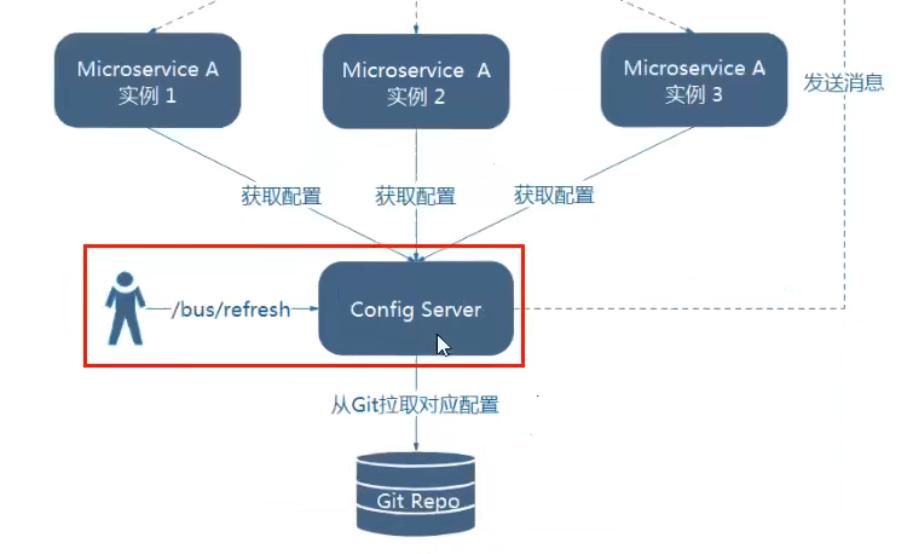 Microservice A
实例 1
Microservice A
实例 2
Microservice A
实例 3
发送消息
获取配置
获取配置
获取配置
/bus/refresh
Config Server
从Git拉取对应配置
Git Repo